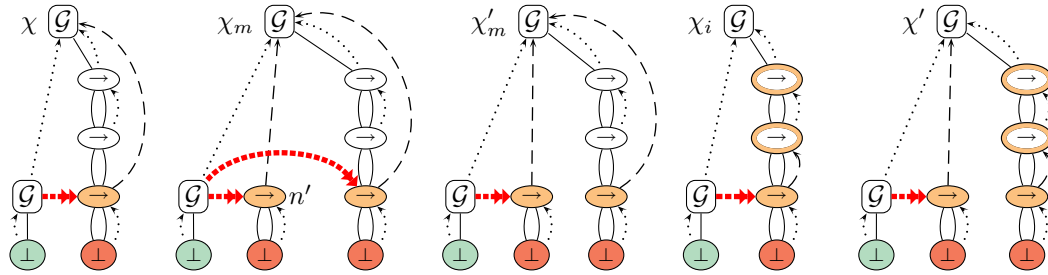 χ 𝒢 χₘ 𝒢 χ′ₘ 𝒢 χᵢ 𝒢 χ′ 𝒢
→ → → → →
→ → → → →
𝒢 → 𝒢 → n′ → 𝒢 → → 𝒢 → 𝒢 → →
⊥ ⊥ ⊥ ⊥ ⊥ ⊥ ⊥ ⊥ ⊥ ⊥ ⊥ ⊥ ⊥